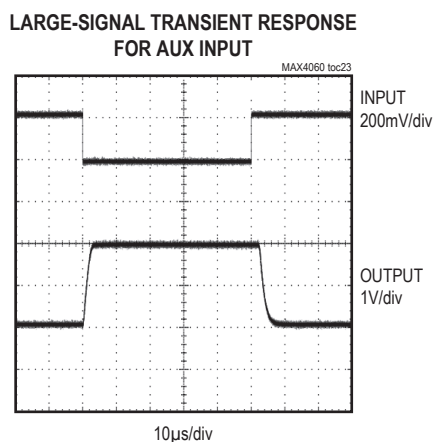 LARGE-SIGNAL TRANSIENT RESPONSE
FOR AUX INPUT
MAX4060 toc23
INPUT
200mV/div
OUTPUT
1V/div
10µs/div